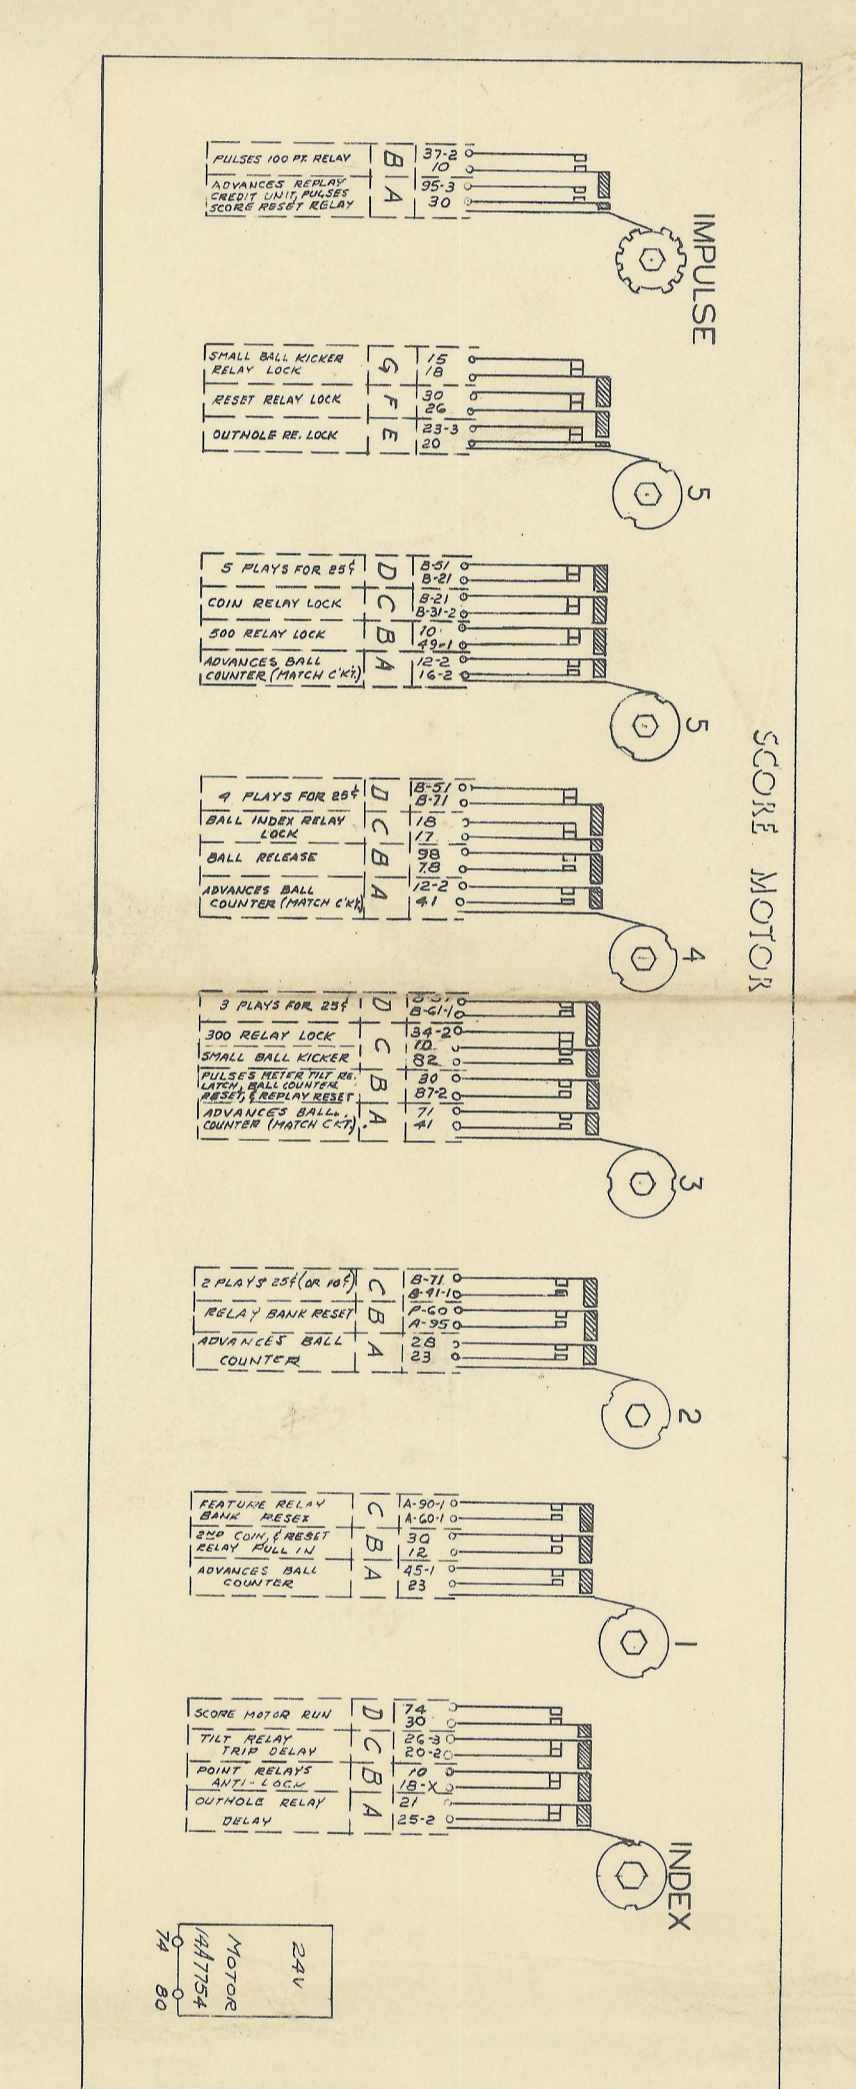 SCORE MOTOR
IMPULSE
PULSES 100 PT. RELAY
B
37-2
10
ADVANCES REPLAY
CREDIT UNIT, PULSES
SCORE RESET RELAY
A
95-3
30
5
SMALL BALL KICKER
RELAY LOCK
G
15
18
RESET RELAY LOCK
F
30
26
OUTHOLE RE. LOCK
E
23-3
20
5
5 PLAYS FOR 25¢
D
B-51
B-21
COIN RELAY LOCK
C
B-21
B-31-2
500 RELAY LOCK
B
10
49-1
ADVANCES BALL
COUNTER (MATCH C'KT.)
A
12-2
16-2
4
4 PLAYS FOR 25¢
D
B-51
B-71
BALL INDEX RELAY
LOCK
C
18
17
BALL RELEASE
B
98
78
ADVANCES BALL
COUNTER (MATCH C'KT)
A
12-2
41
3
3 PLAYS FOR 25¢
D
B-61-1
300 RELAY LOCK
C
34-2
10
SMALL BALL KICKER
82
PULSES METER TILT RE.
LATCH, BALL COUNTER
RESET, & REPLAY RESET
B
30
87-2
ADVANCES BALL
COUNTER (MATCH CKT).
A
71
41
2
2 PLAYS 25¢ (OR 10¢)
C
B-71
B-41-1
RELAY BANK RESET
B
P-60
A-95
ADVANCES BALL
COUNTER
A
28
23
1
FEATURE RELAY
BANK RESET
C
A-90-1
A-60-1
2ND COIN, & RESET
RELAY PULL IN
B
30
12
ADVANCES BALL
COUNTER
A
45-1
23
INDEX
SCORE MOTOR RUN
D
74
30
TILT RELAY
TRIP DELAY
C
26-3
20-2
POINT RELAYS
ANTI-LOCK
B
10
18-X
OUTHOLE RELAY
DELAY
A
21
25-2
24V
MOTOR
14A7754
74 80